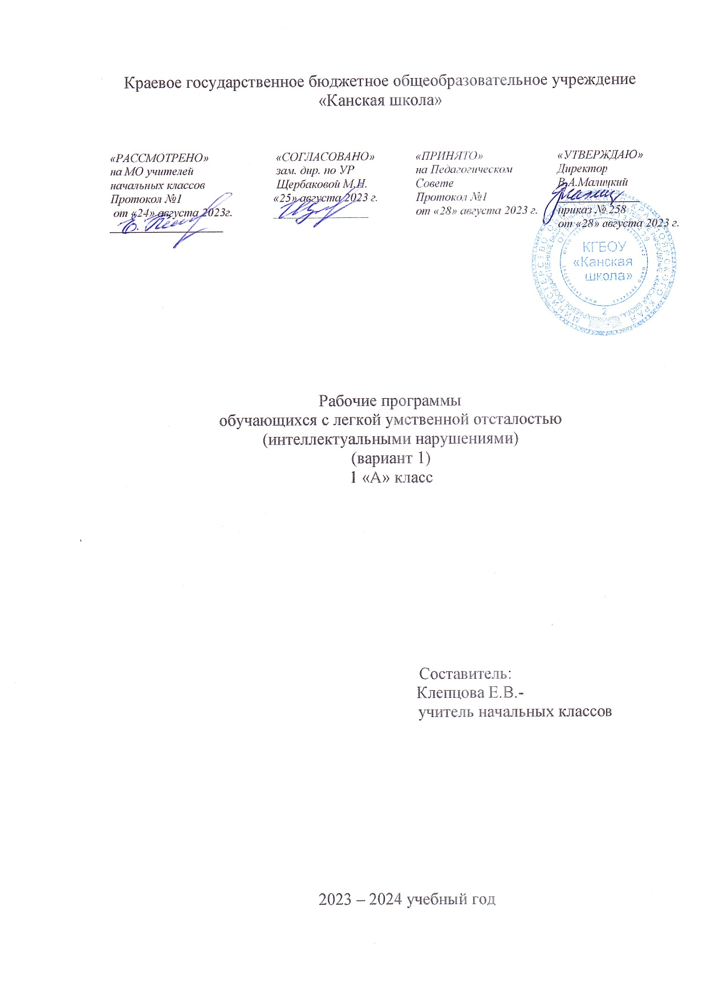 Краевое государственное бюджетное общеобразовательное учреждение
«Канская школа»
«РАССМОТРЕНО»
на МО учителей
начальных классов
Протокол №1
от «24» августа 2023г.
«СОГЛАСОВАНО»
зам. дир. по УР
Щербаковой М.Н.
«25» августа 2023 г.
«ПРИНЯТО»
на Педагогическом
Совете
Протокол №1
от «28» августа 2023 г.
«УТВЕРЖДАЮ»
Директор
В.А.Малицкий
приказ № 258
от «28» августа 2023 г.
КГБОУ
«Канская
школа»
2
Рабочие программы
обучающихся с легкой умственной отсталостью
(интеллектуальными нарушениями)
(вариант 1)
1 «А» класс
Составитель:
Клепцова Е.В.-
учитель начальных классов
2023 – 2024 учебный год